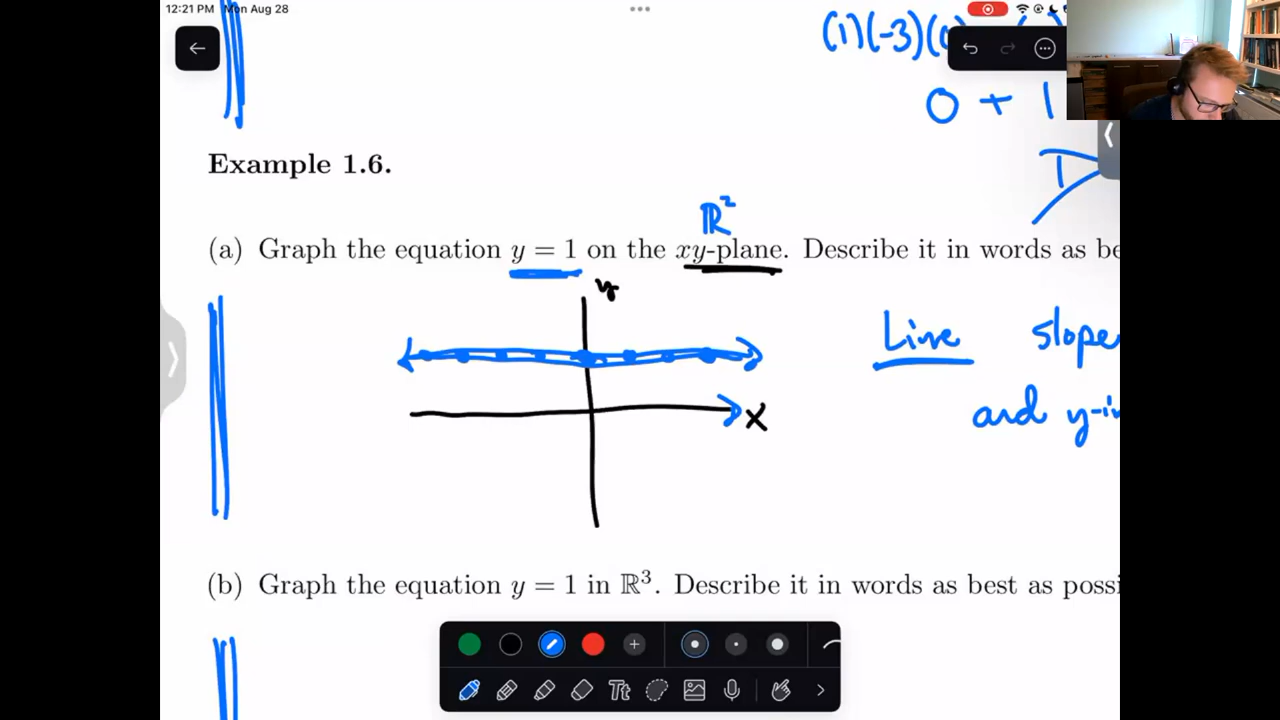 12:21 PM Mon Aug 28
(1)(-3)(
0 + 1
Example 1.6.
ℝ²
(a) Graph the equation y = 1 on the xy-plane. Describe it in words as be
y
Line slope
and y-in
x
(b) Graph the equation y = 1 in ℝ³. Describe it in words as best as possi
Tt